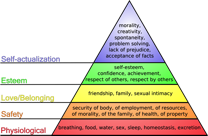 morality,
creativity,
spontaneity,
problem solving,
lack of prejudice,
acceptance of facts
Self-actualization
self-esteem,
confidence, achievement,
respect of others, respect by others
Esteem
friendship, family, sexual intimacy
Love/Belonging
security of body, of employment, of resources,
of morality, of the family, of health, of property
Safety
breathing, food, water, sex, sleep, homeostasis, excretion
Physiological